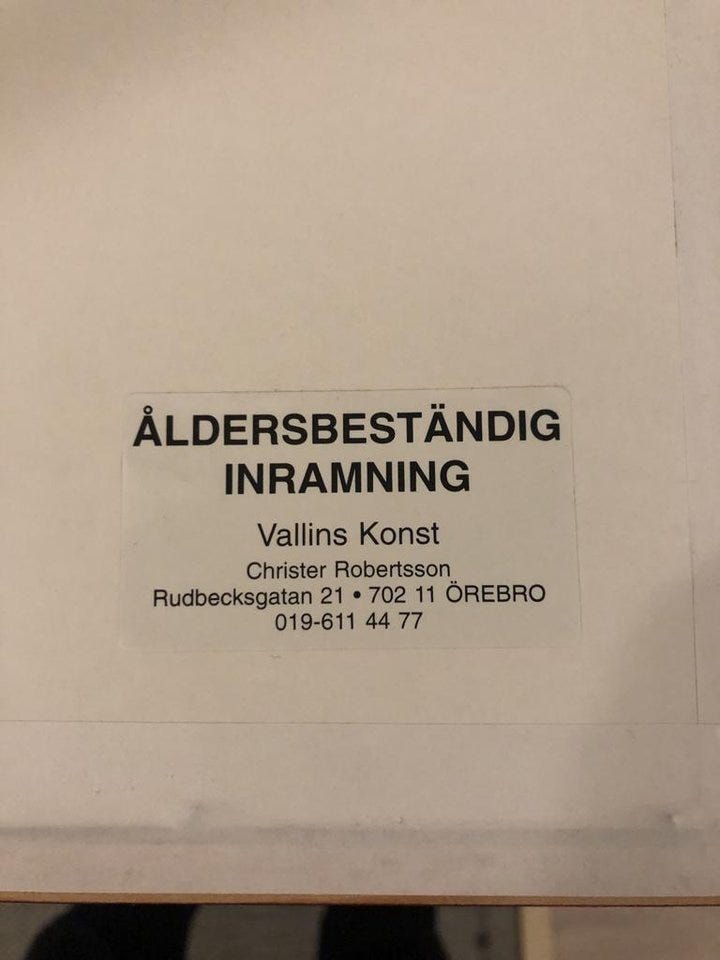 ÅLDERSBESTÄNDIG
INRAMNING
Vallins Konst
Christer Robertsson
Rudbecksgatan 21 • 702 11 ÖREBRO
019-611 44 77